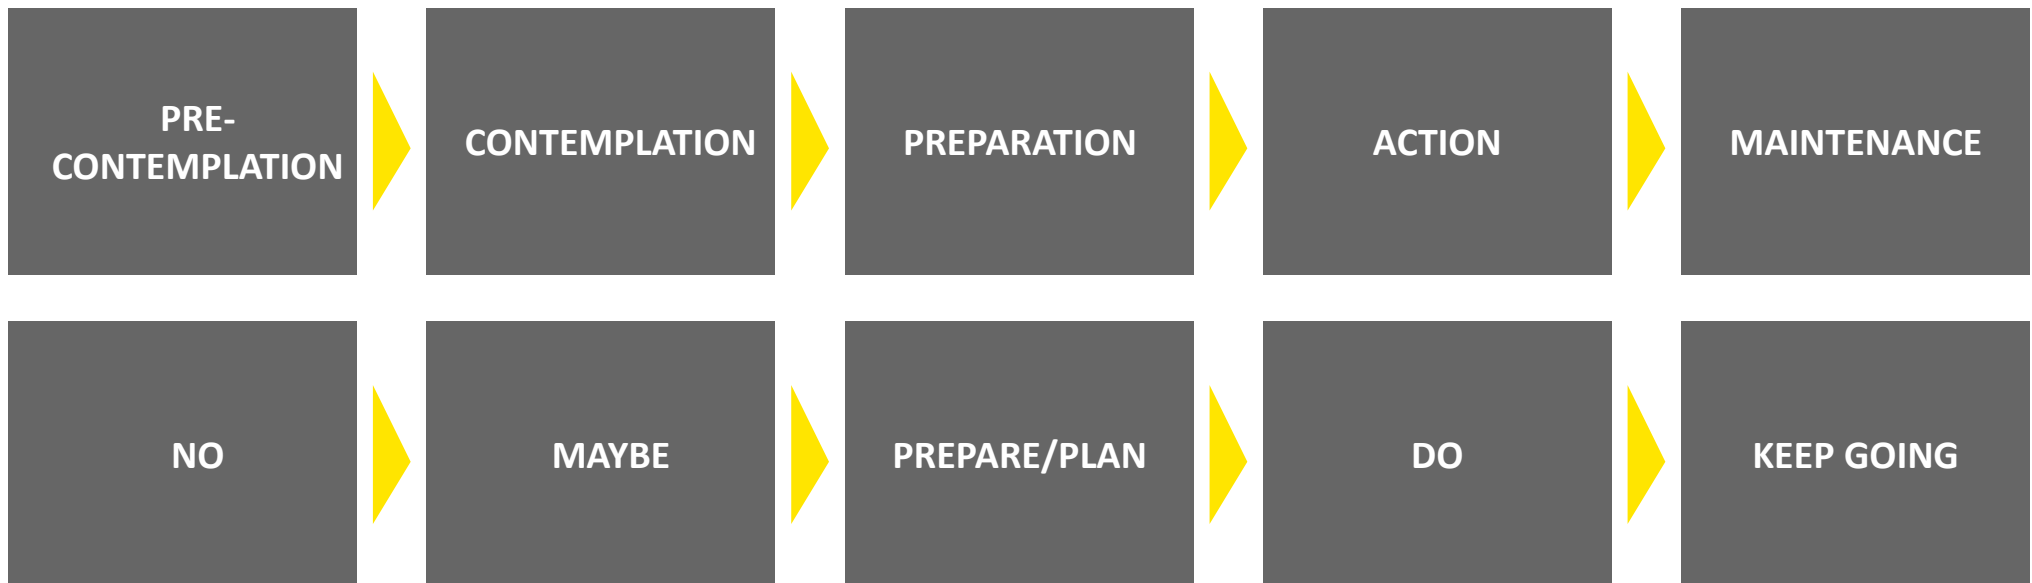 PRE-
CONTEMPLATION
CONTEMPLATION
PREPARATION
ACTION
MAINTENANCE
NO
MAYBE
PREPARE/PLAN
DO
KEEP GOING